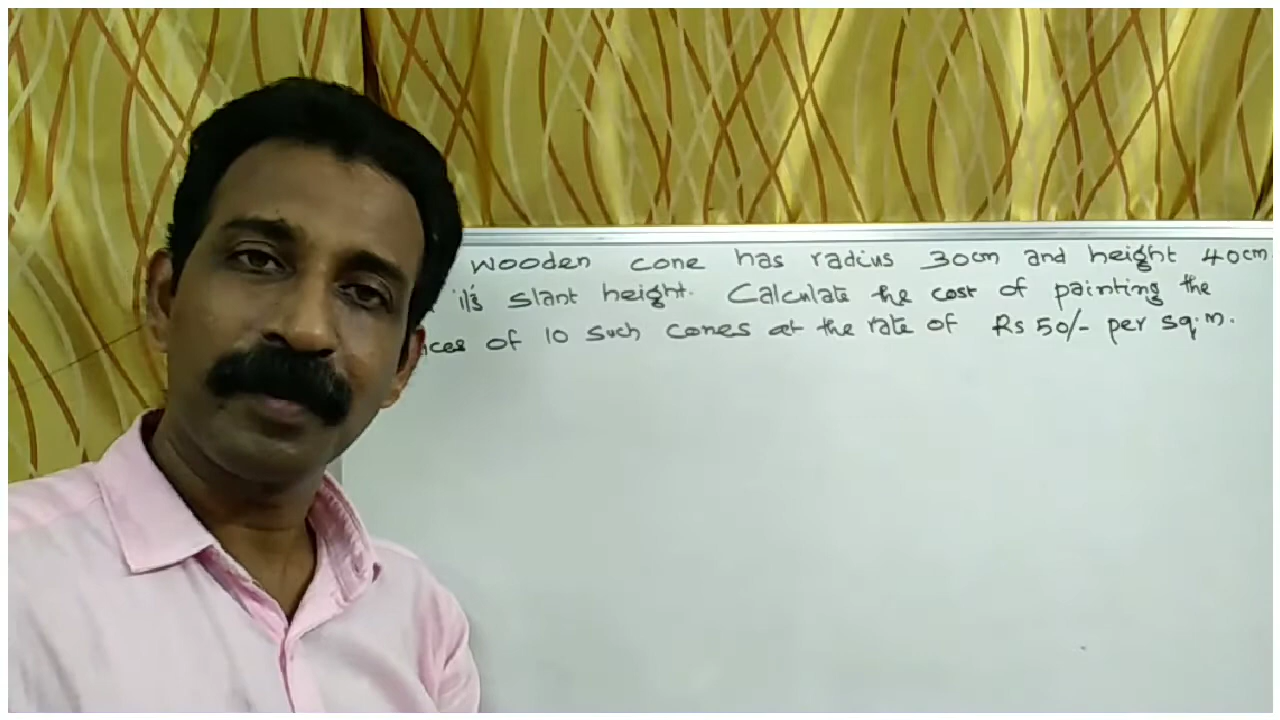 wooden cone has radius 30cm and height 40cm
it's slant height. Calculate the cost of painting the
of 10 such cones at the rate of Rs 50/- per sq.m.